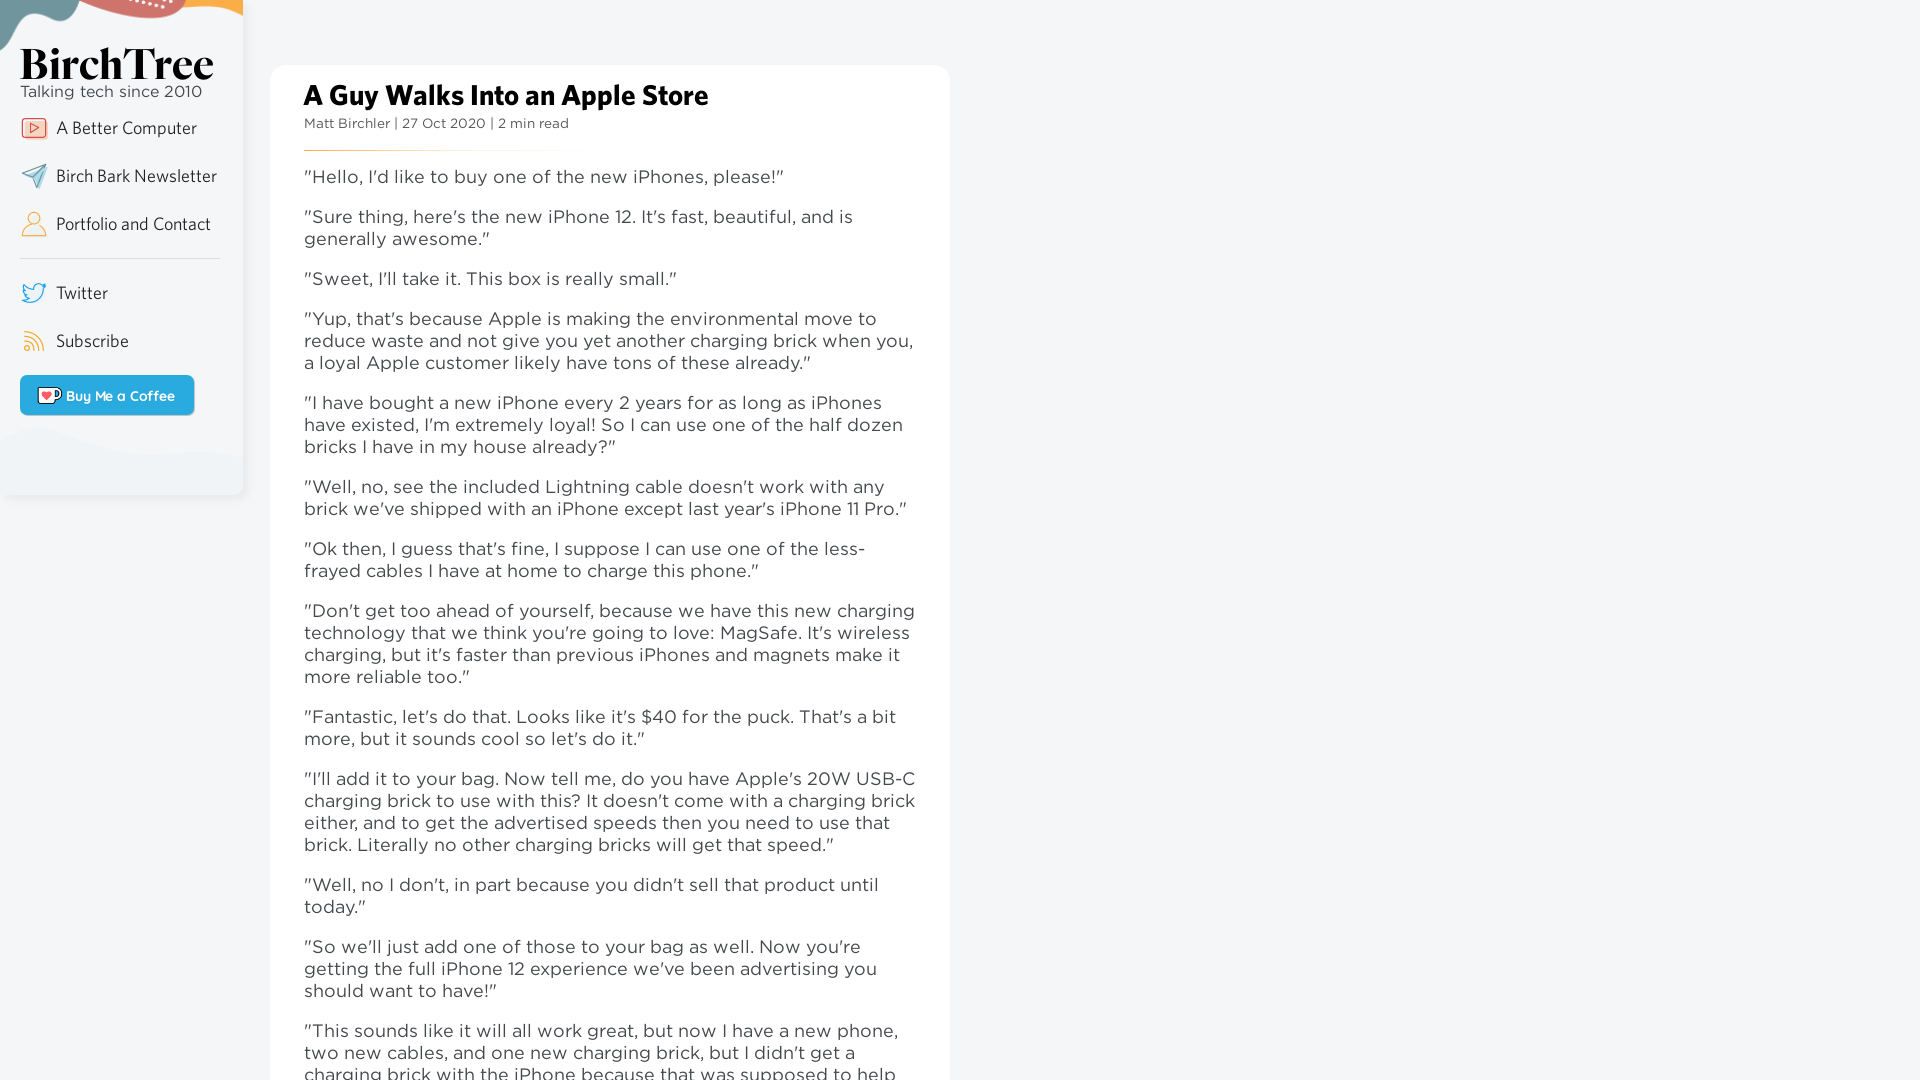 BirchTree
Talking tech since 2010
A Better Computer
Birch Bark Newsletter
Portfolio and Contact
Twitter
Subscribe
Buy Me a Coffee
A Guy Walks Into an Apple Store
Matt Birchler | 27 Oct 2020 | 2 min read
"Hello, I'd like to buy one of the new iPhones, please!"
"Sure thing, here's the new iPhone 12. It's fast, beautiful, and is
generally awesome."
"Sweet, I'll take it. This box is really small."
"Yup, that's because Apple is making the environmental move to
reduce waste and not give you yet another charging brick when you,
a loyal Apple customer likely have tons of these already."
"I have bought a new iPhone every 2 years for as long as iPhones
have existed, I'm extremely loyal! So I can use one of the half dozen
bricks I have in my house already?"
"Well, no, see the included Lightning cable doesn't work with any
brick we've shipped with an iPhone except last year's iPhone 11 Pro."
"Ok then, I guess that's fine, I suppose I can use one of the less-
frayed cables I have at home to charge this phone."
"Don't get too ahead of yourself, because we have this new charging
technology that we think you're going to love: MagSafe. It's wireless
charging, but it's faster than previous iPhones and magnets make it
more reliable too."
"Fantastic, let's do that. Looks like it's $40 for the puck. That's a bit
more, but it sounds cool so let's do it."
"I'll add it to your bag. Now tell me, do you have Apple's 20W USB-C
charging brick to use with this? It doesn't come with a charging brick
either, and to get the advertised speeds then you need to use that
brick. Literally no other charging bricks will get that speed."
"Well, no I don't, in part because you didn't sell that product until
today."
"So we'll just add one of those to your bag as well. Now you're
getting the full iPhone 12 experience we've been advertising you
should want to have!"
"This sounds like it will all work great, but now I have a new phone,
two new cables, and one new charging brick, but I didn't get a
charging brick with the iPhone because that was supposed to help